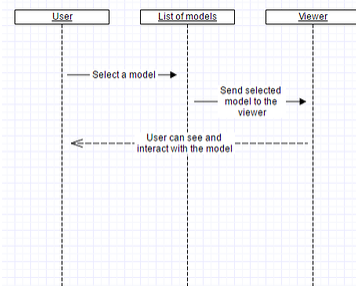 User
List of models
Viewer
Select a model
Send selected
model to the
viewer
User can see and
interact with the model